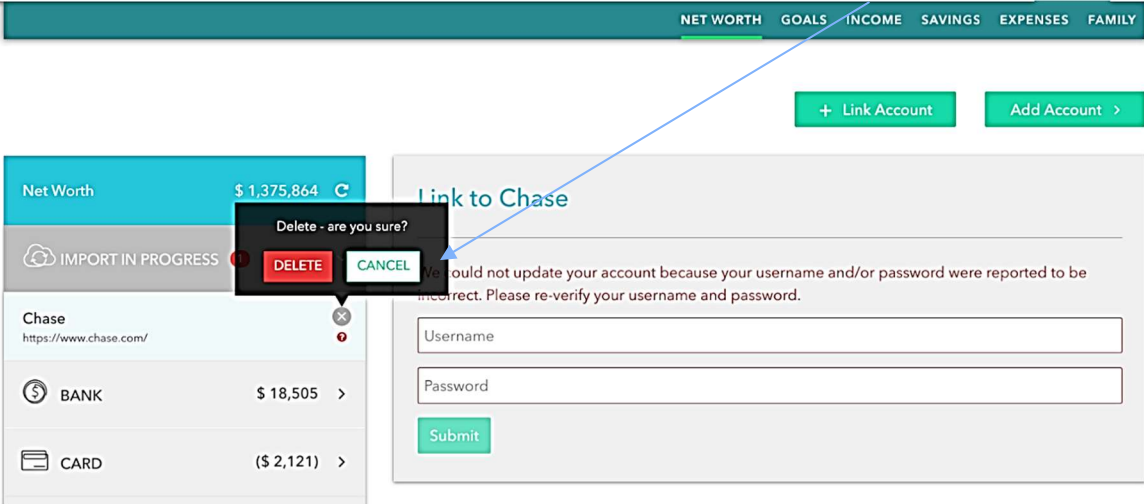 NET WORTH GOALS INCOME SAVINGS EXPENSES FAMILY
+ Link Account
Add Account >
Net Worth $ 1,375,864
IMPORT IN PROGRESS 1
Delete - are you sure?
DELETE CANCEL
Chase
https://www.chase.com/
BANK $ 18,505 >
CARD ($ 2,121) >
Link to Chase
We could not update your account because your username and/or password were reported to be
incorrect. Please re-verify your username and password.
Username
Password
Submit